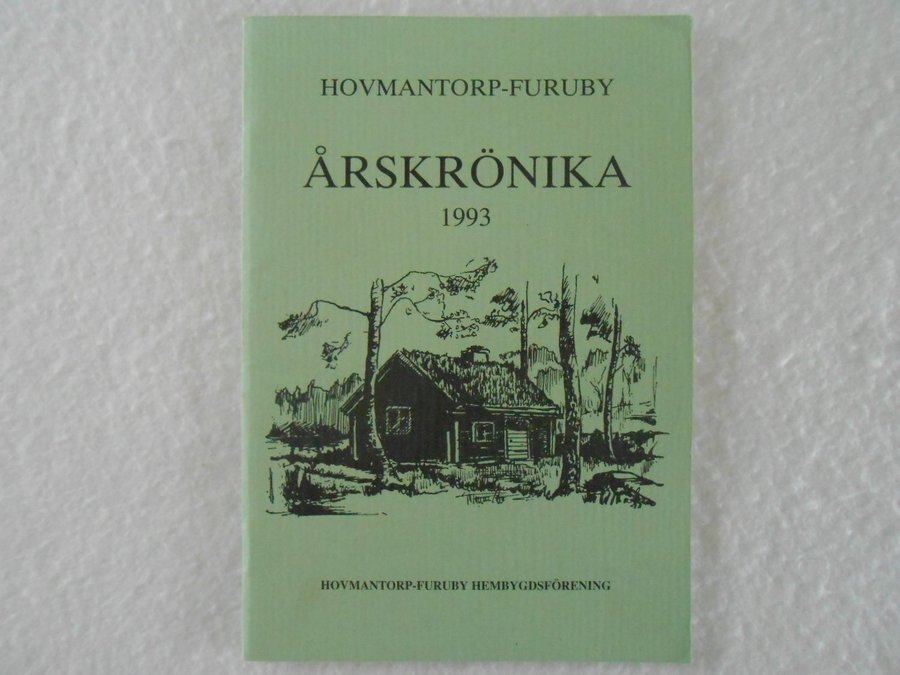 HOVMANTORP-FURUBY
ÅRSKRÖNIKA
1993
HOVMANTORP-FURUBY HEMBYGDSFÖRENING